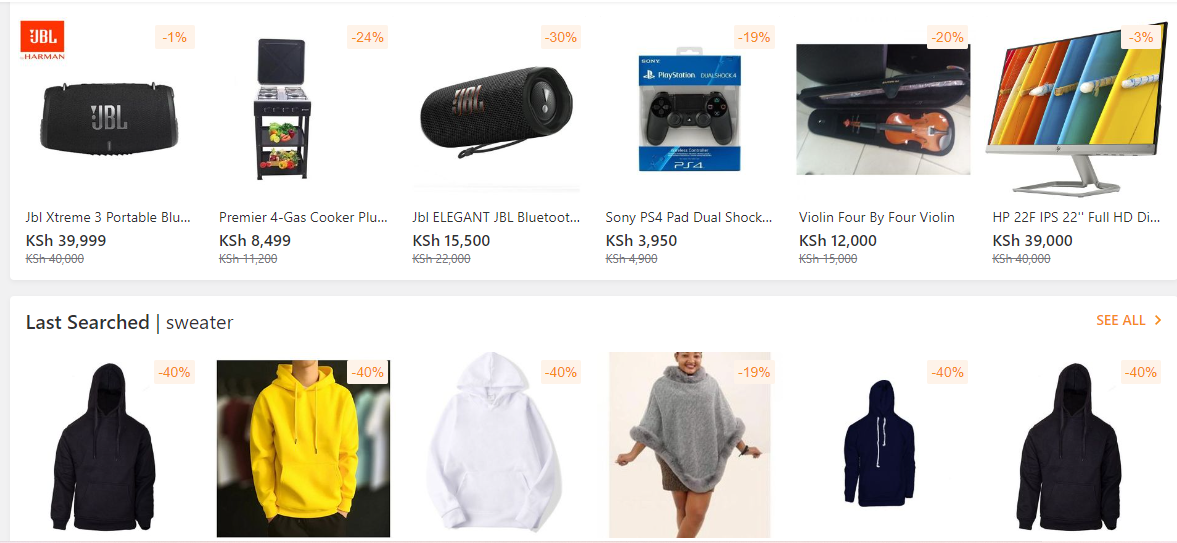 JBL
by HARMAN
-1%
-24%
-30%
-19%
-20%
-3%
JBL
JBL
SONY
PlayStation DUALSHOCK 4
Wireless Controller
PS4
Jbl Xtreme 3 Portable Blu...
Premier 4-Gas Cooker Plu...
Jbl ELEGANT JBL Bluetoot...
Sony PS4 Pad Dual Shock...
Violin Four By Four Violin
HP 22F IPS 22'' Full HD Di...
KSh 39,999
KSh 8,499
KSh 15,500
KSh 3,950
KSh 12,000
KSh 39,000
KSh 40,000
KSh 11,200
KSh 22,000
KSh 4,900
KSh 15,000
KSh 40,000
Last Searched | sweater
SEE ALL
-40%
-40%
-40%
-19%
-40%
-40%